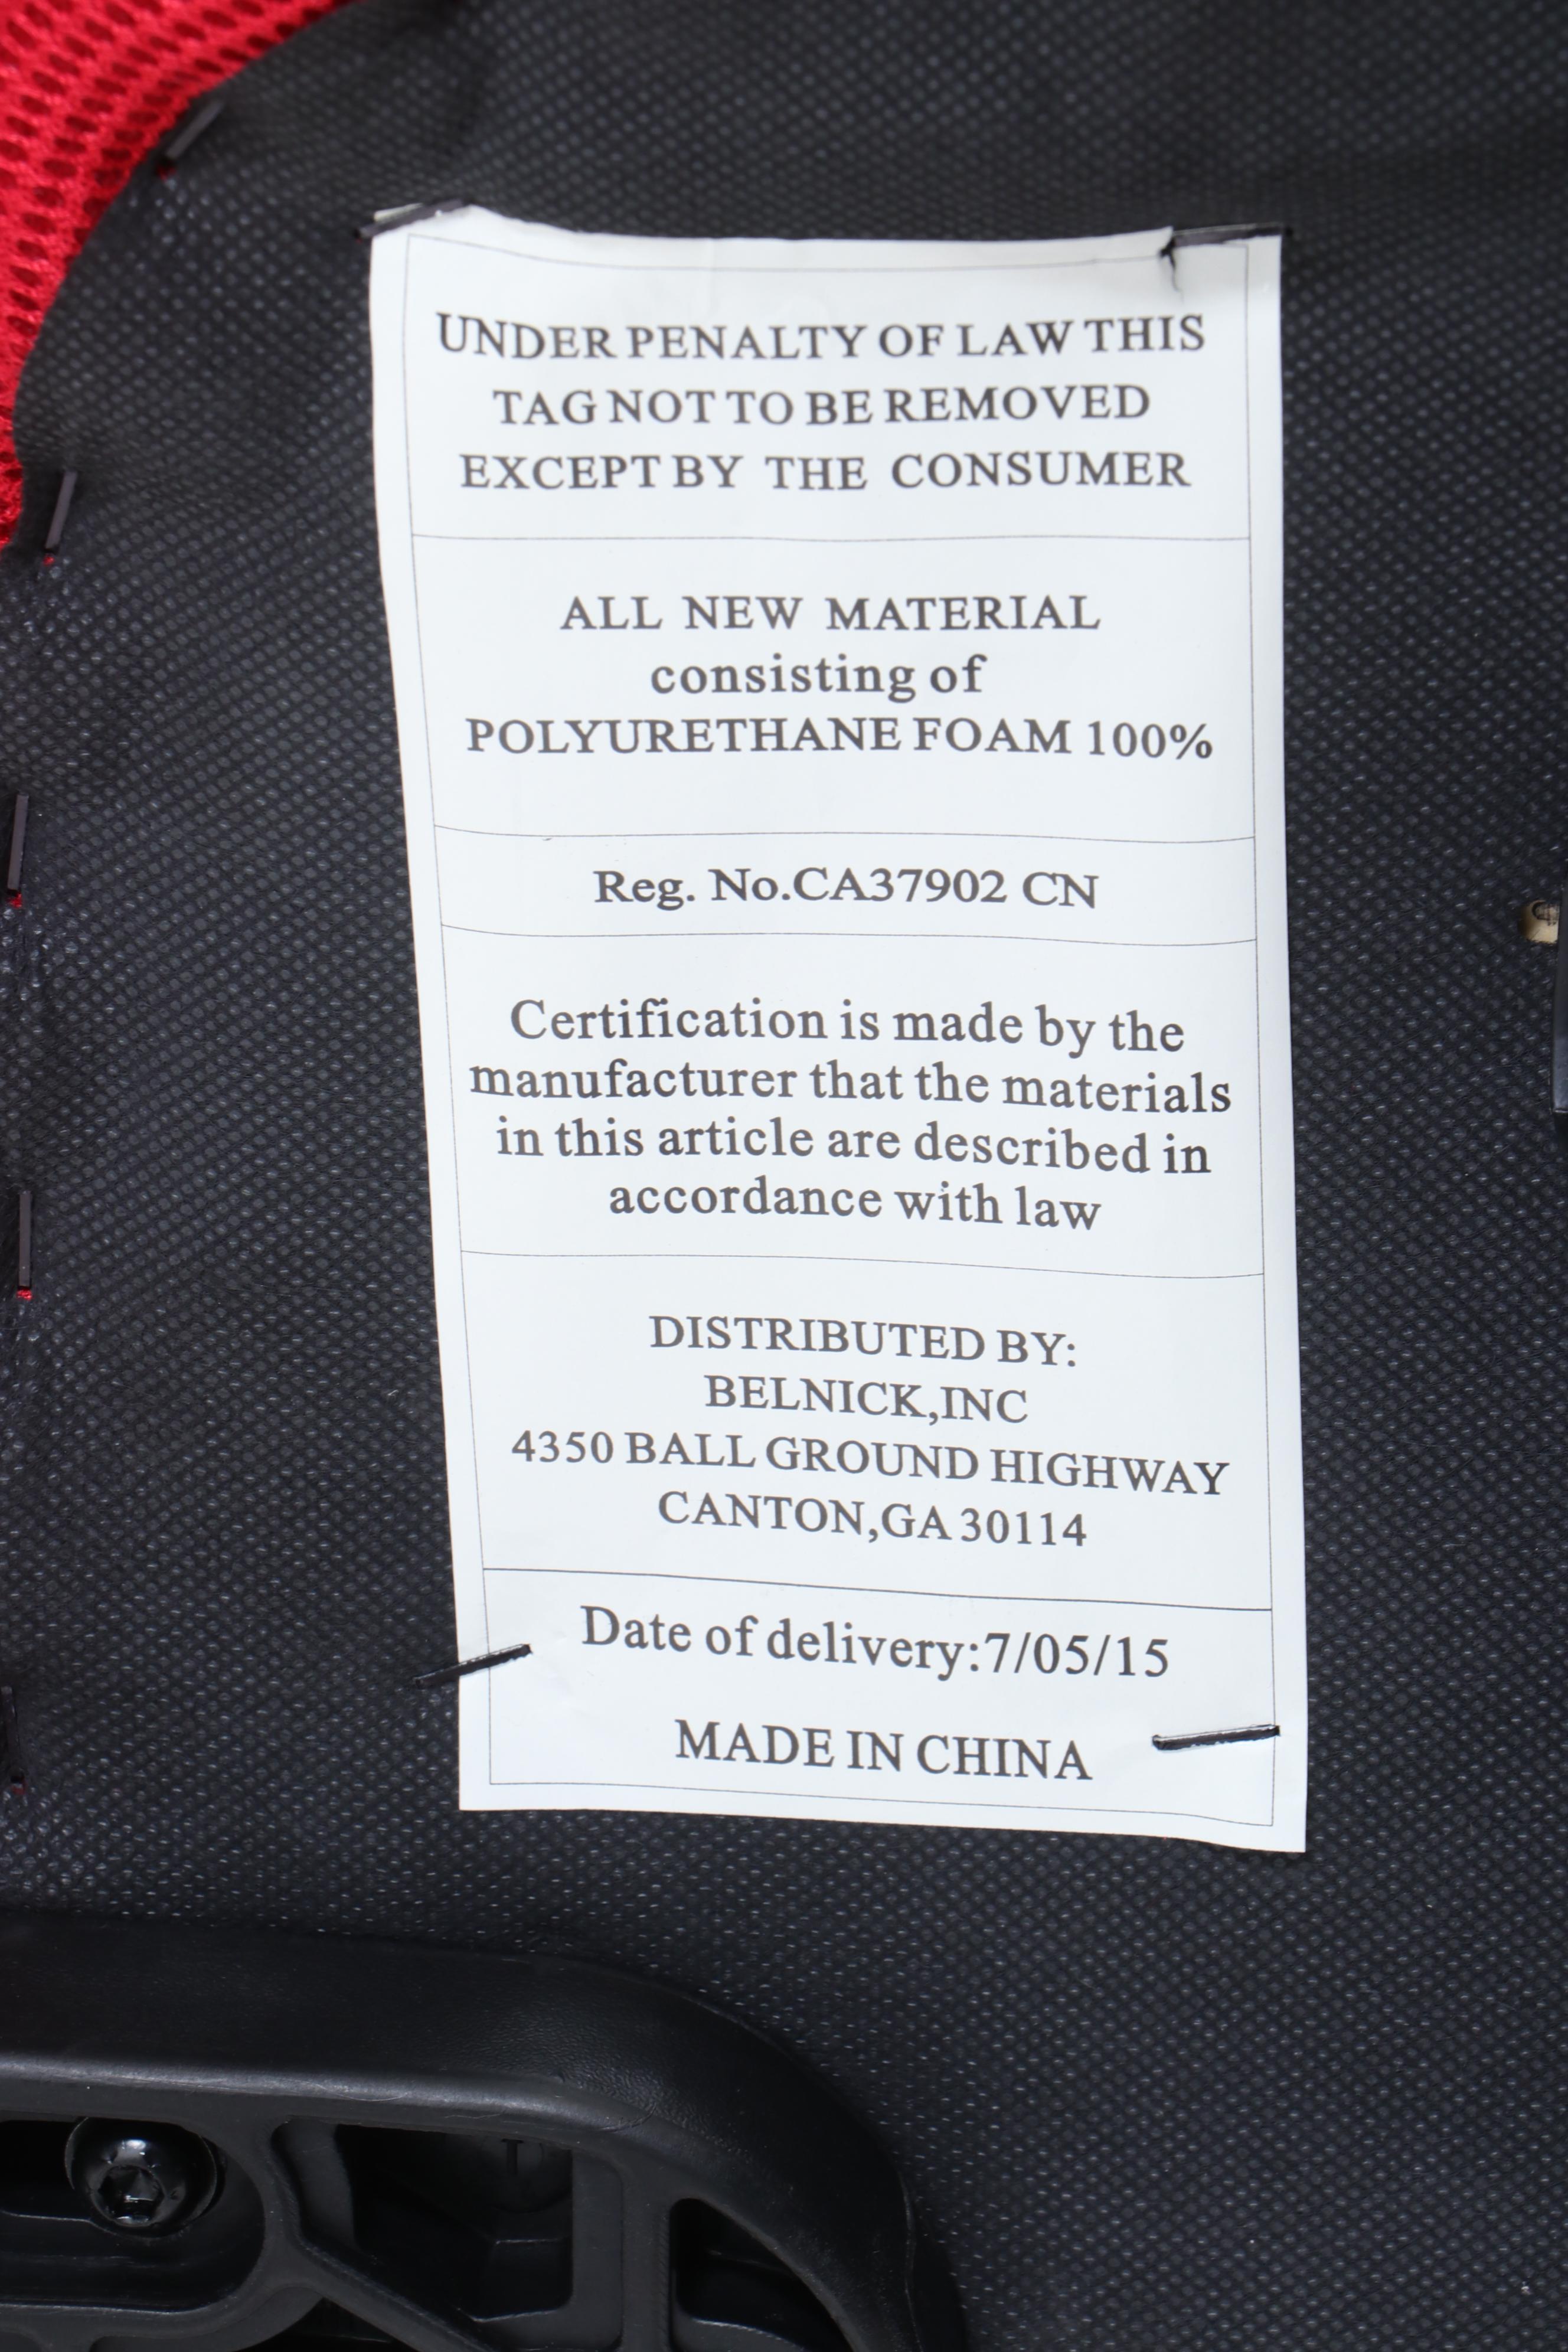 UNDER PENALTY OF LAW THIS
TAG NOT TO BE REMOVED
EXCEPT BY THE CONSUMER
ALL NEW MATERIAL
consisting of
POLYURETHANE FOAM 100%
Reg. No.CA37902 CN
Certification is made by the
manufacturer that the materials
in this article are described in
accordance with law
DISTRIBUTED BY:
BELNICK,INC
4350 BALL GROUND HIGHWAY
CANTON,GA 30114
Date of delivery:7/05/15
MADE IN CHINA